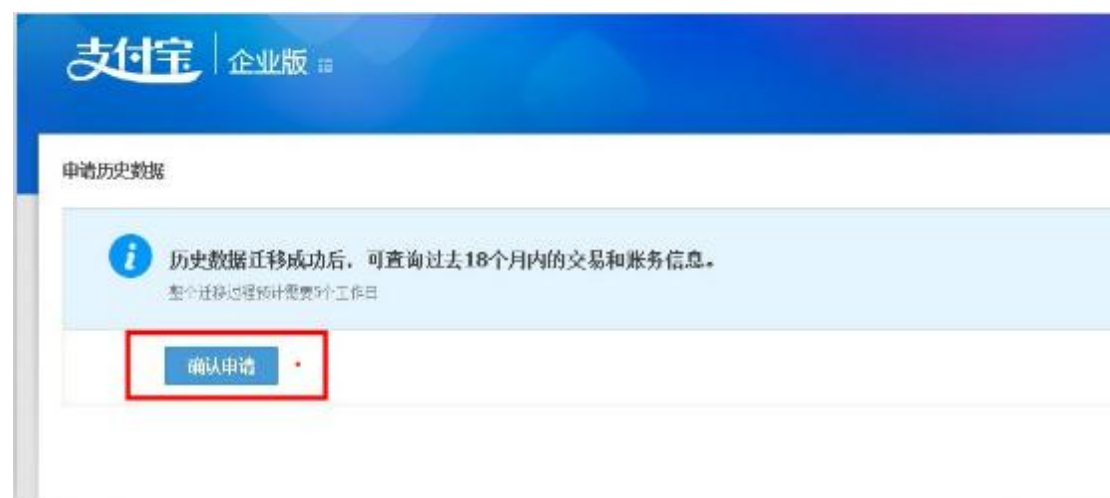 支付宝 企业版
申请历史数据
历史数据迁移成功后，可查询过去18个月内的交易和账务信息。
整个迁移过程预计需要5个工作日
确认申请